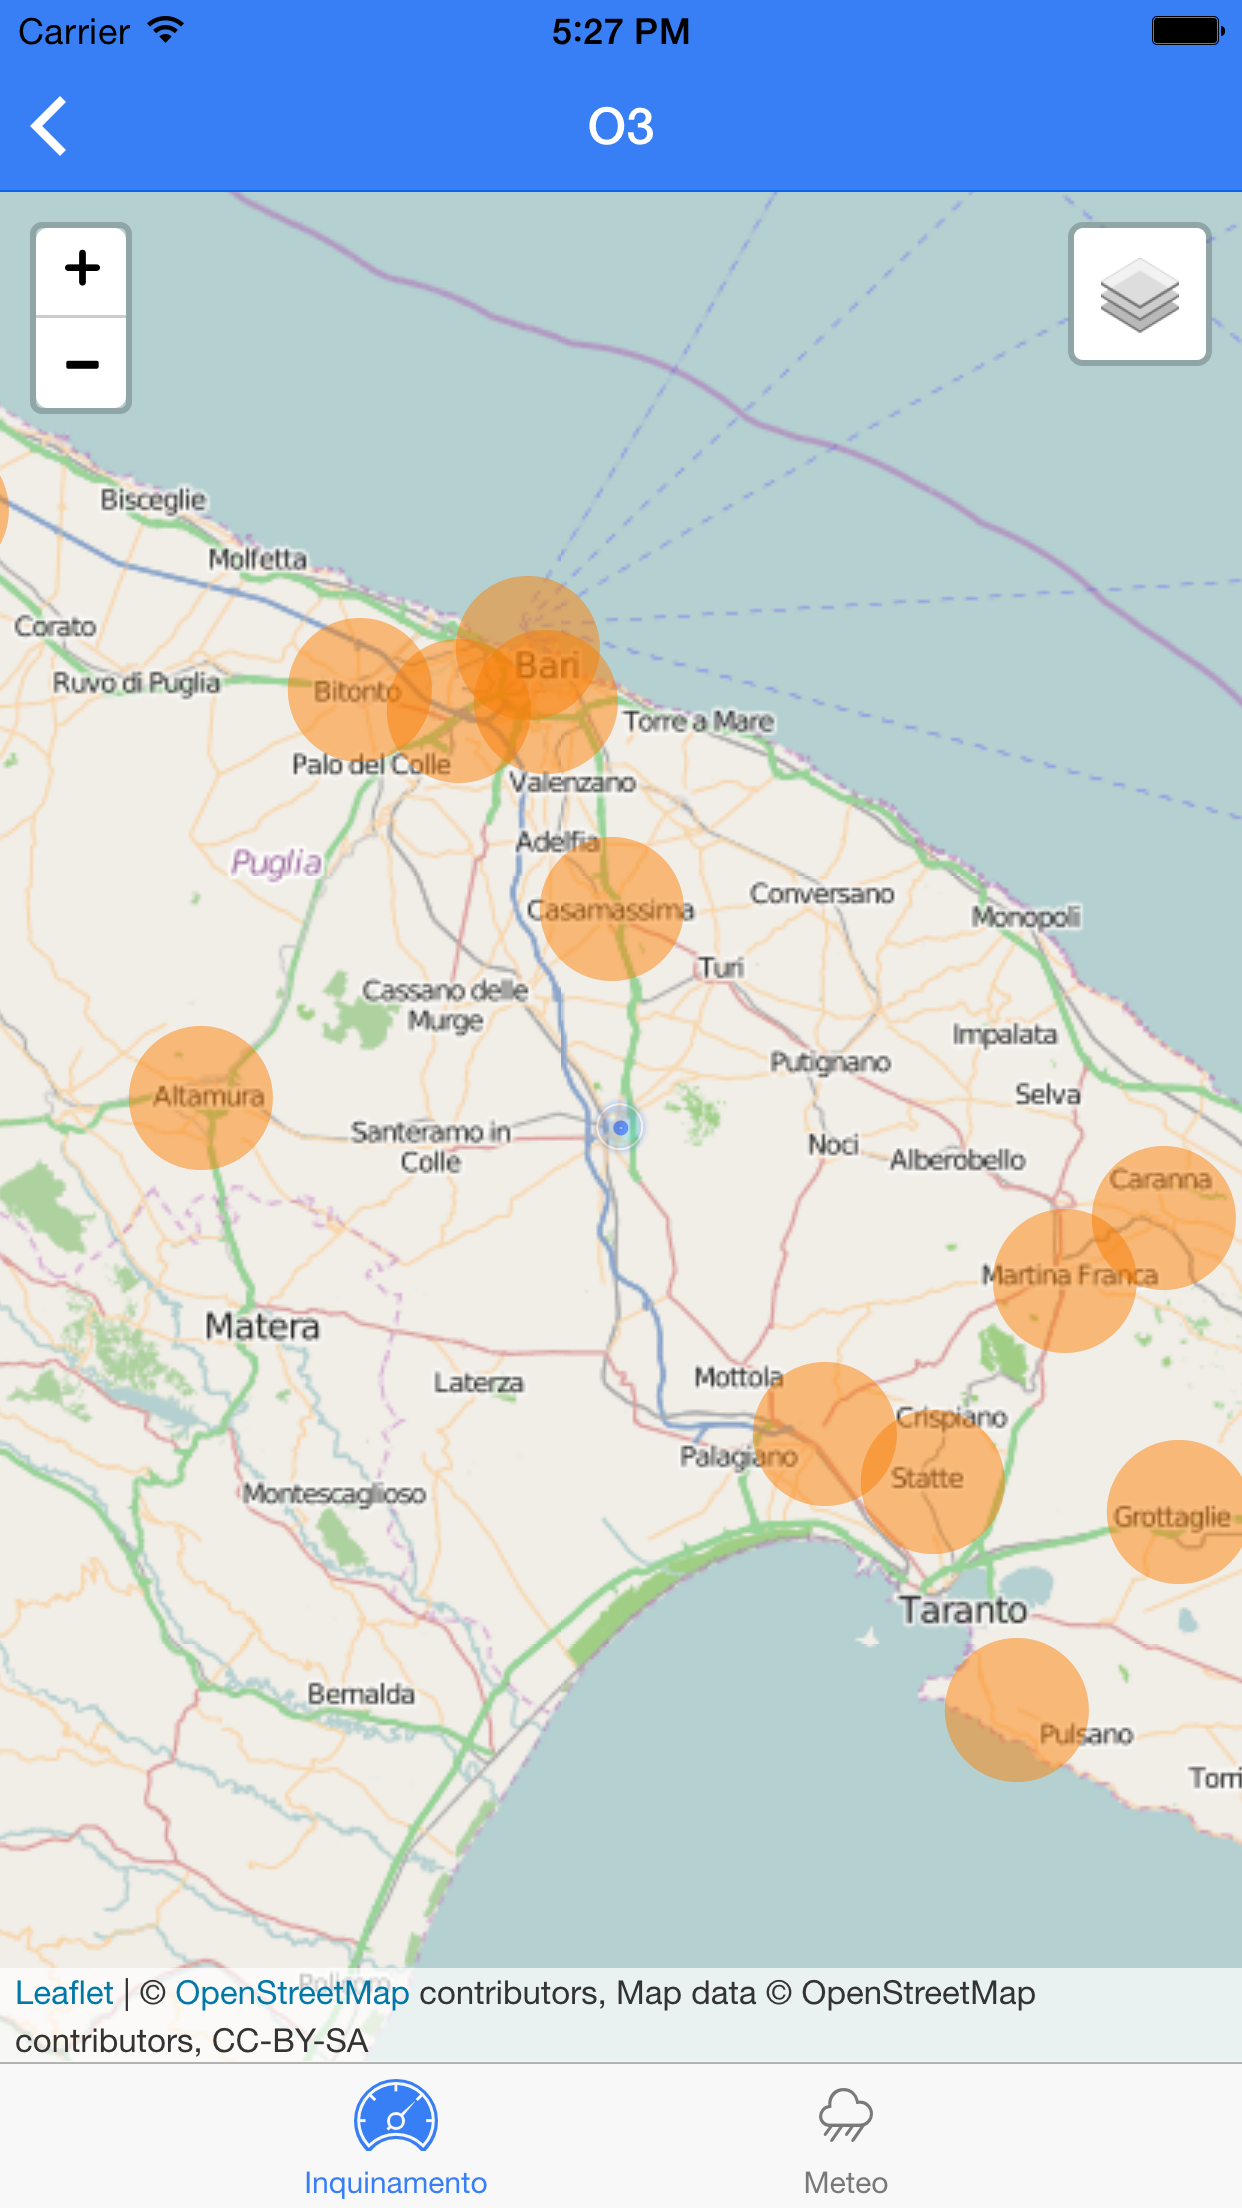 Carrier 5:27 PM
O3
+
−
Bisceglie
Molfetta
Corato
Ruvo di Puglia
Bitonto
Bari
Torre a Mare
Palo del Colle
Valenzano
Adelfia
Puglia
Casamassima
Conversano
Monopoli
Turi
Cassano delle
Murge
Impalata
Putignano
Selva
Altamura
Santeramo in
Colle
Noci
Alberobello
Caranna
Martina Franca
Matera
Laterza
Mottola
Crispiano
Palagiano
Statte
Montescaglioso
Grottaglie
Taranto
Bernalda
Pulsano
Torri
Policoro
Leaflet | © OpenStreetMap contributors, Map data © OpenStreetMap
contributors, CC-BY-SA
Inquinamento
Meteo